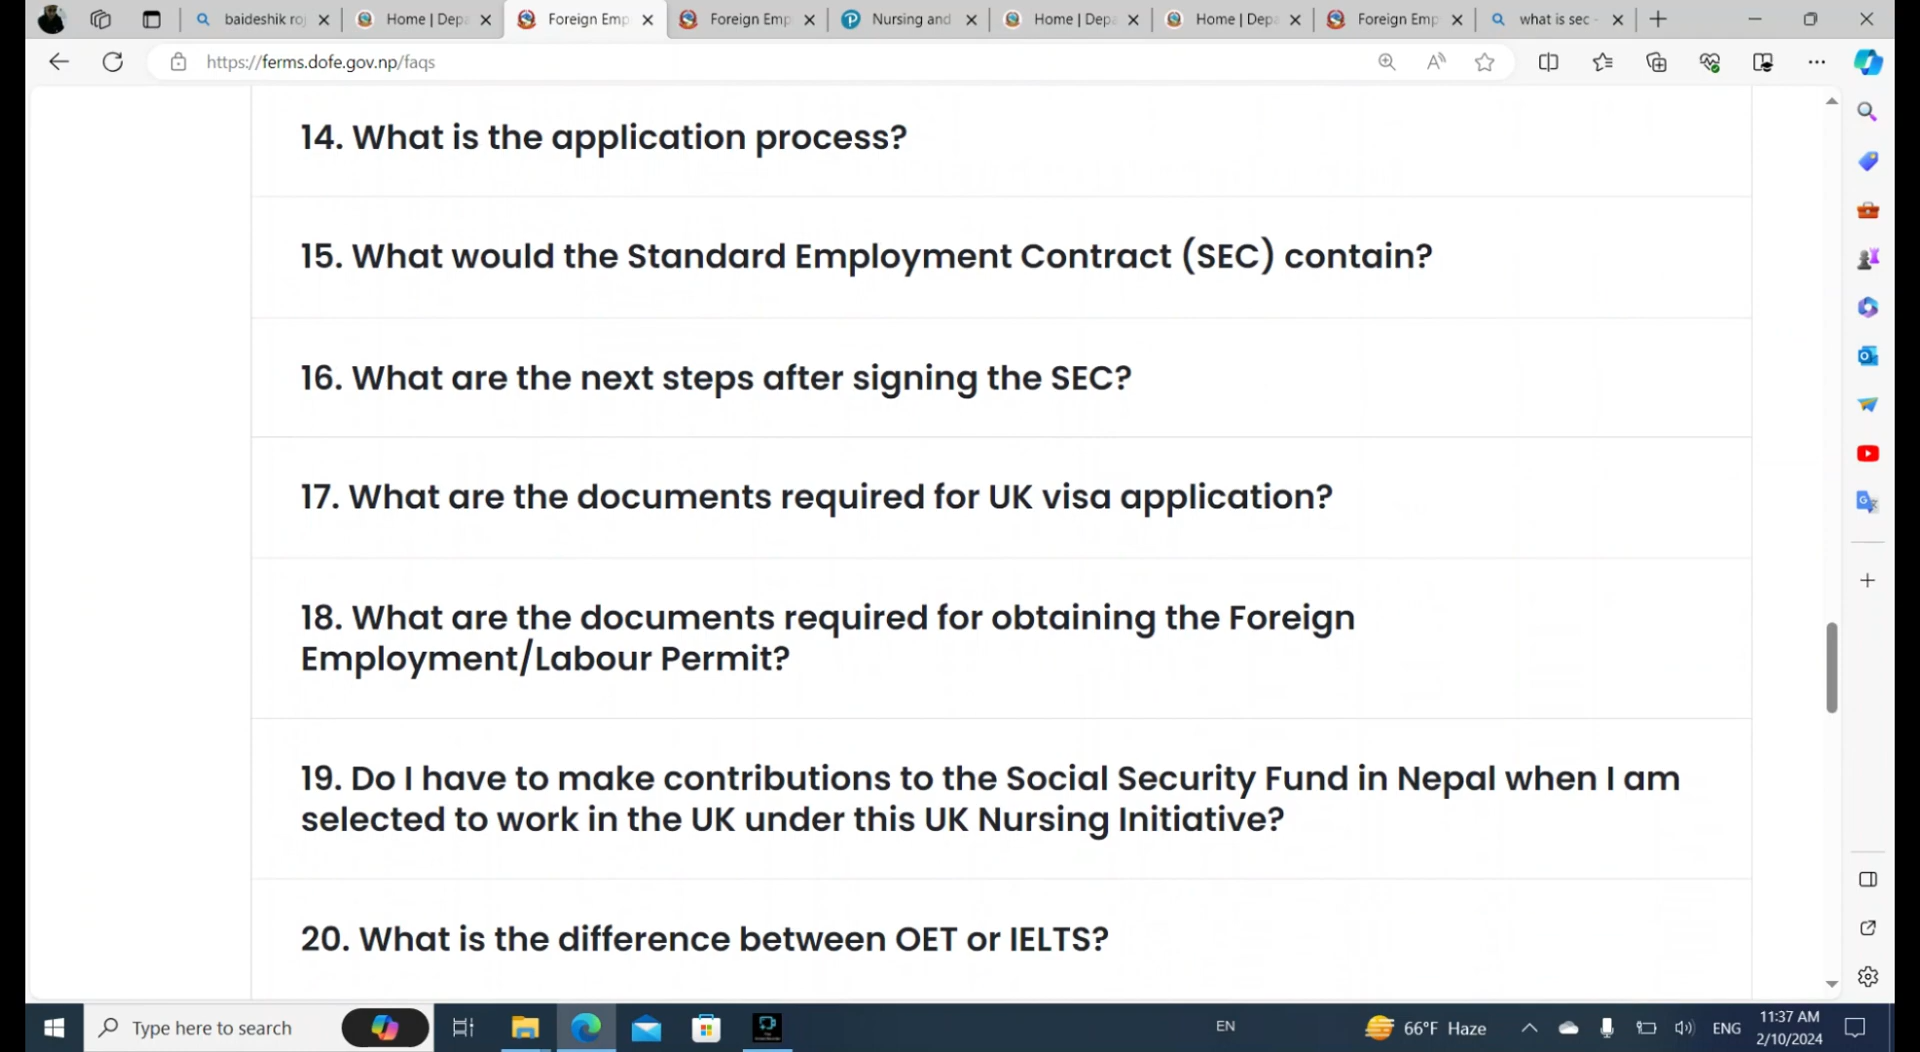 baideshik roj
Home | Depa
Foreign Emp
Foreign Emp
Nursing and
Home | Depa
Home | Depa
Foreign Emp
what is sec -
https://ferms.dofe.gov.np/faqs
14. What is the application process?
15. What would the Standard Employment Contract (SEC) contain?
16. What are the next steps after signing the SEC?
17. What are the documents required for UK visa application?
18. What are the documents required for obtaining the Foreign
Employment/Labour Permit?
19. Do I have to make contributions to the Social Security Fund in Nepal when I am
selected to work in the UK under this UK Nursing Initiative?
20. What is the difference between OET or IELTS?
Type here to search
EN
66°F Haze
ENG
11:37 AM
2/10/2024